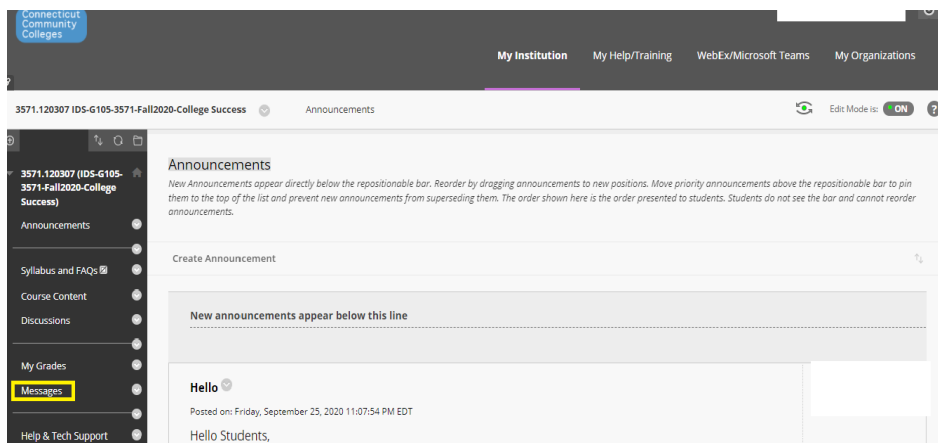 Connecticut
Community
Colleges
My Institution
My Help/Training
WebEx/Microsoft Teams
My Organizations
3571.120307 IDS-G105-3571-Fall2020-College Success
Announcements
Edit Mode is:
ON
?
3571.120307 (IDS-G105-
3571-Fall2020-College
Success)
Announcements
Syllabus and FAQs
Course Content
Discussions
My Grades
Messages
Help & Tech Support
Announcements
New Announcements appear directly below the repositionable bar. Reorder by dragging announcements to new positions. Move priority announcements above the repositionable bar to pin
them to the top of the list and prevent new announcements from superseding them. The order shown here is the order presented to students. Students do not see the bar and cannot reorder
announcements.
Create Announcement
New announcements appear below this line
Hello
Posted on: Friday, September 25, 2020 11:07:54 PM EDT
Hello Students,